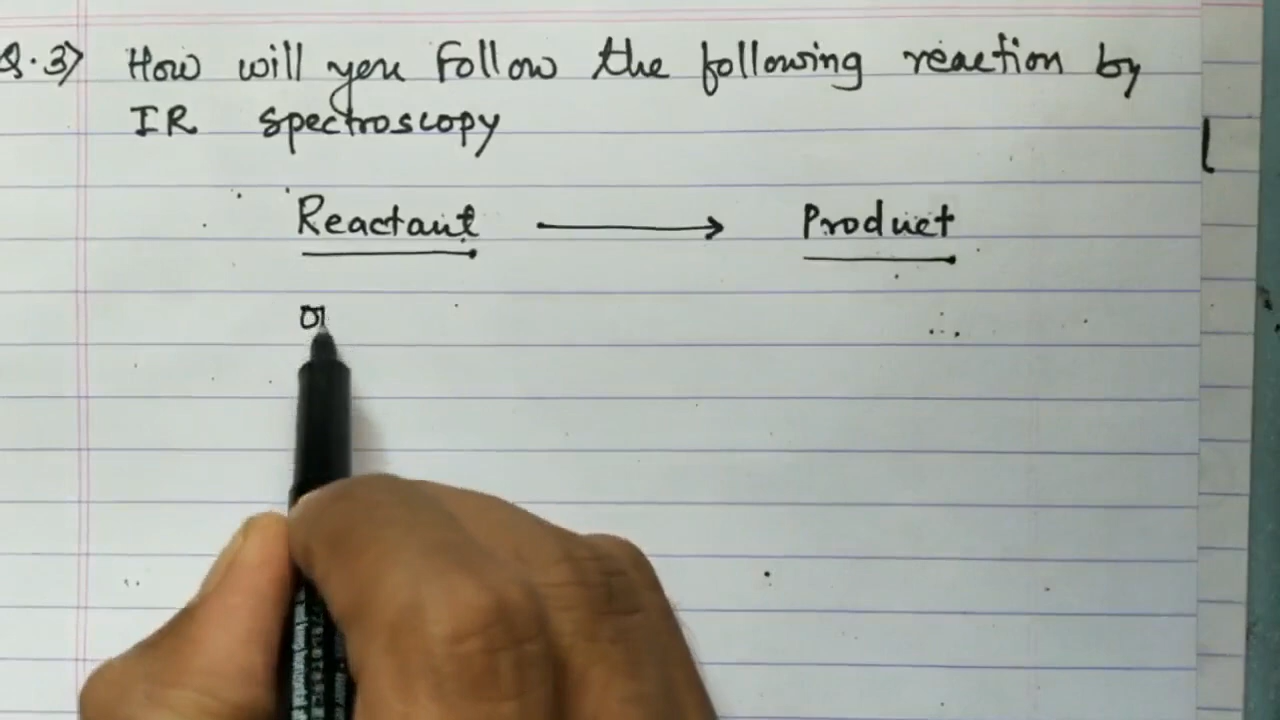 Q.3) How will you Follow the following reaction by
IR spectroscopy
Reactant → Product